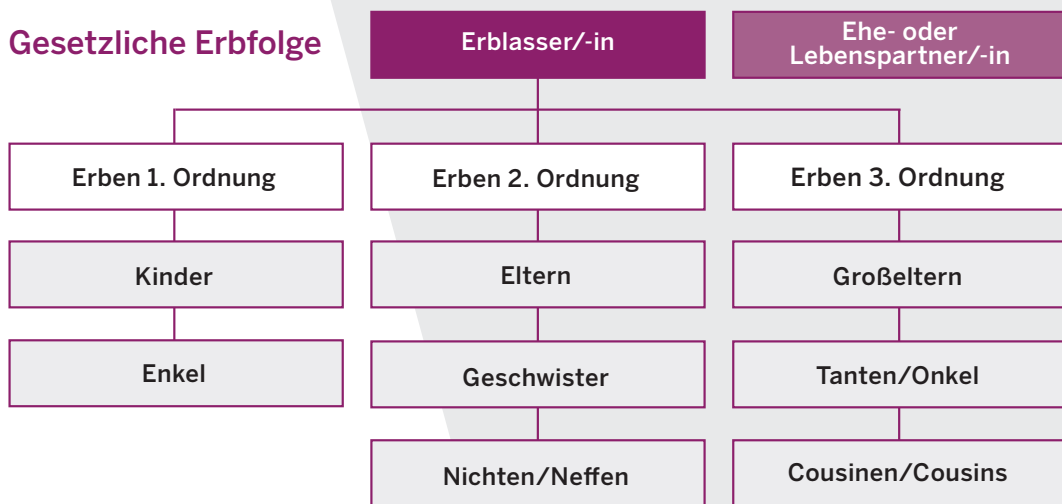 Gesetzliche Erbfolge
Erblasser/-in
Ehe- oder
Lebenspartner/-in
Erben 1. Ordnung
Erben 2. Ordnung
Erben 3. Ordnung
Kinder
Eltern
Großeltern
Enkel
Geschwister
Tanten/Onkel
Nichten/Neffen
Cousinen/Cousins